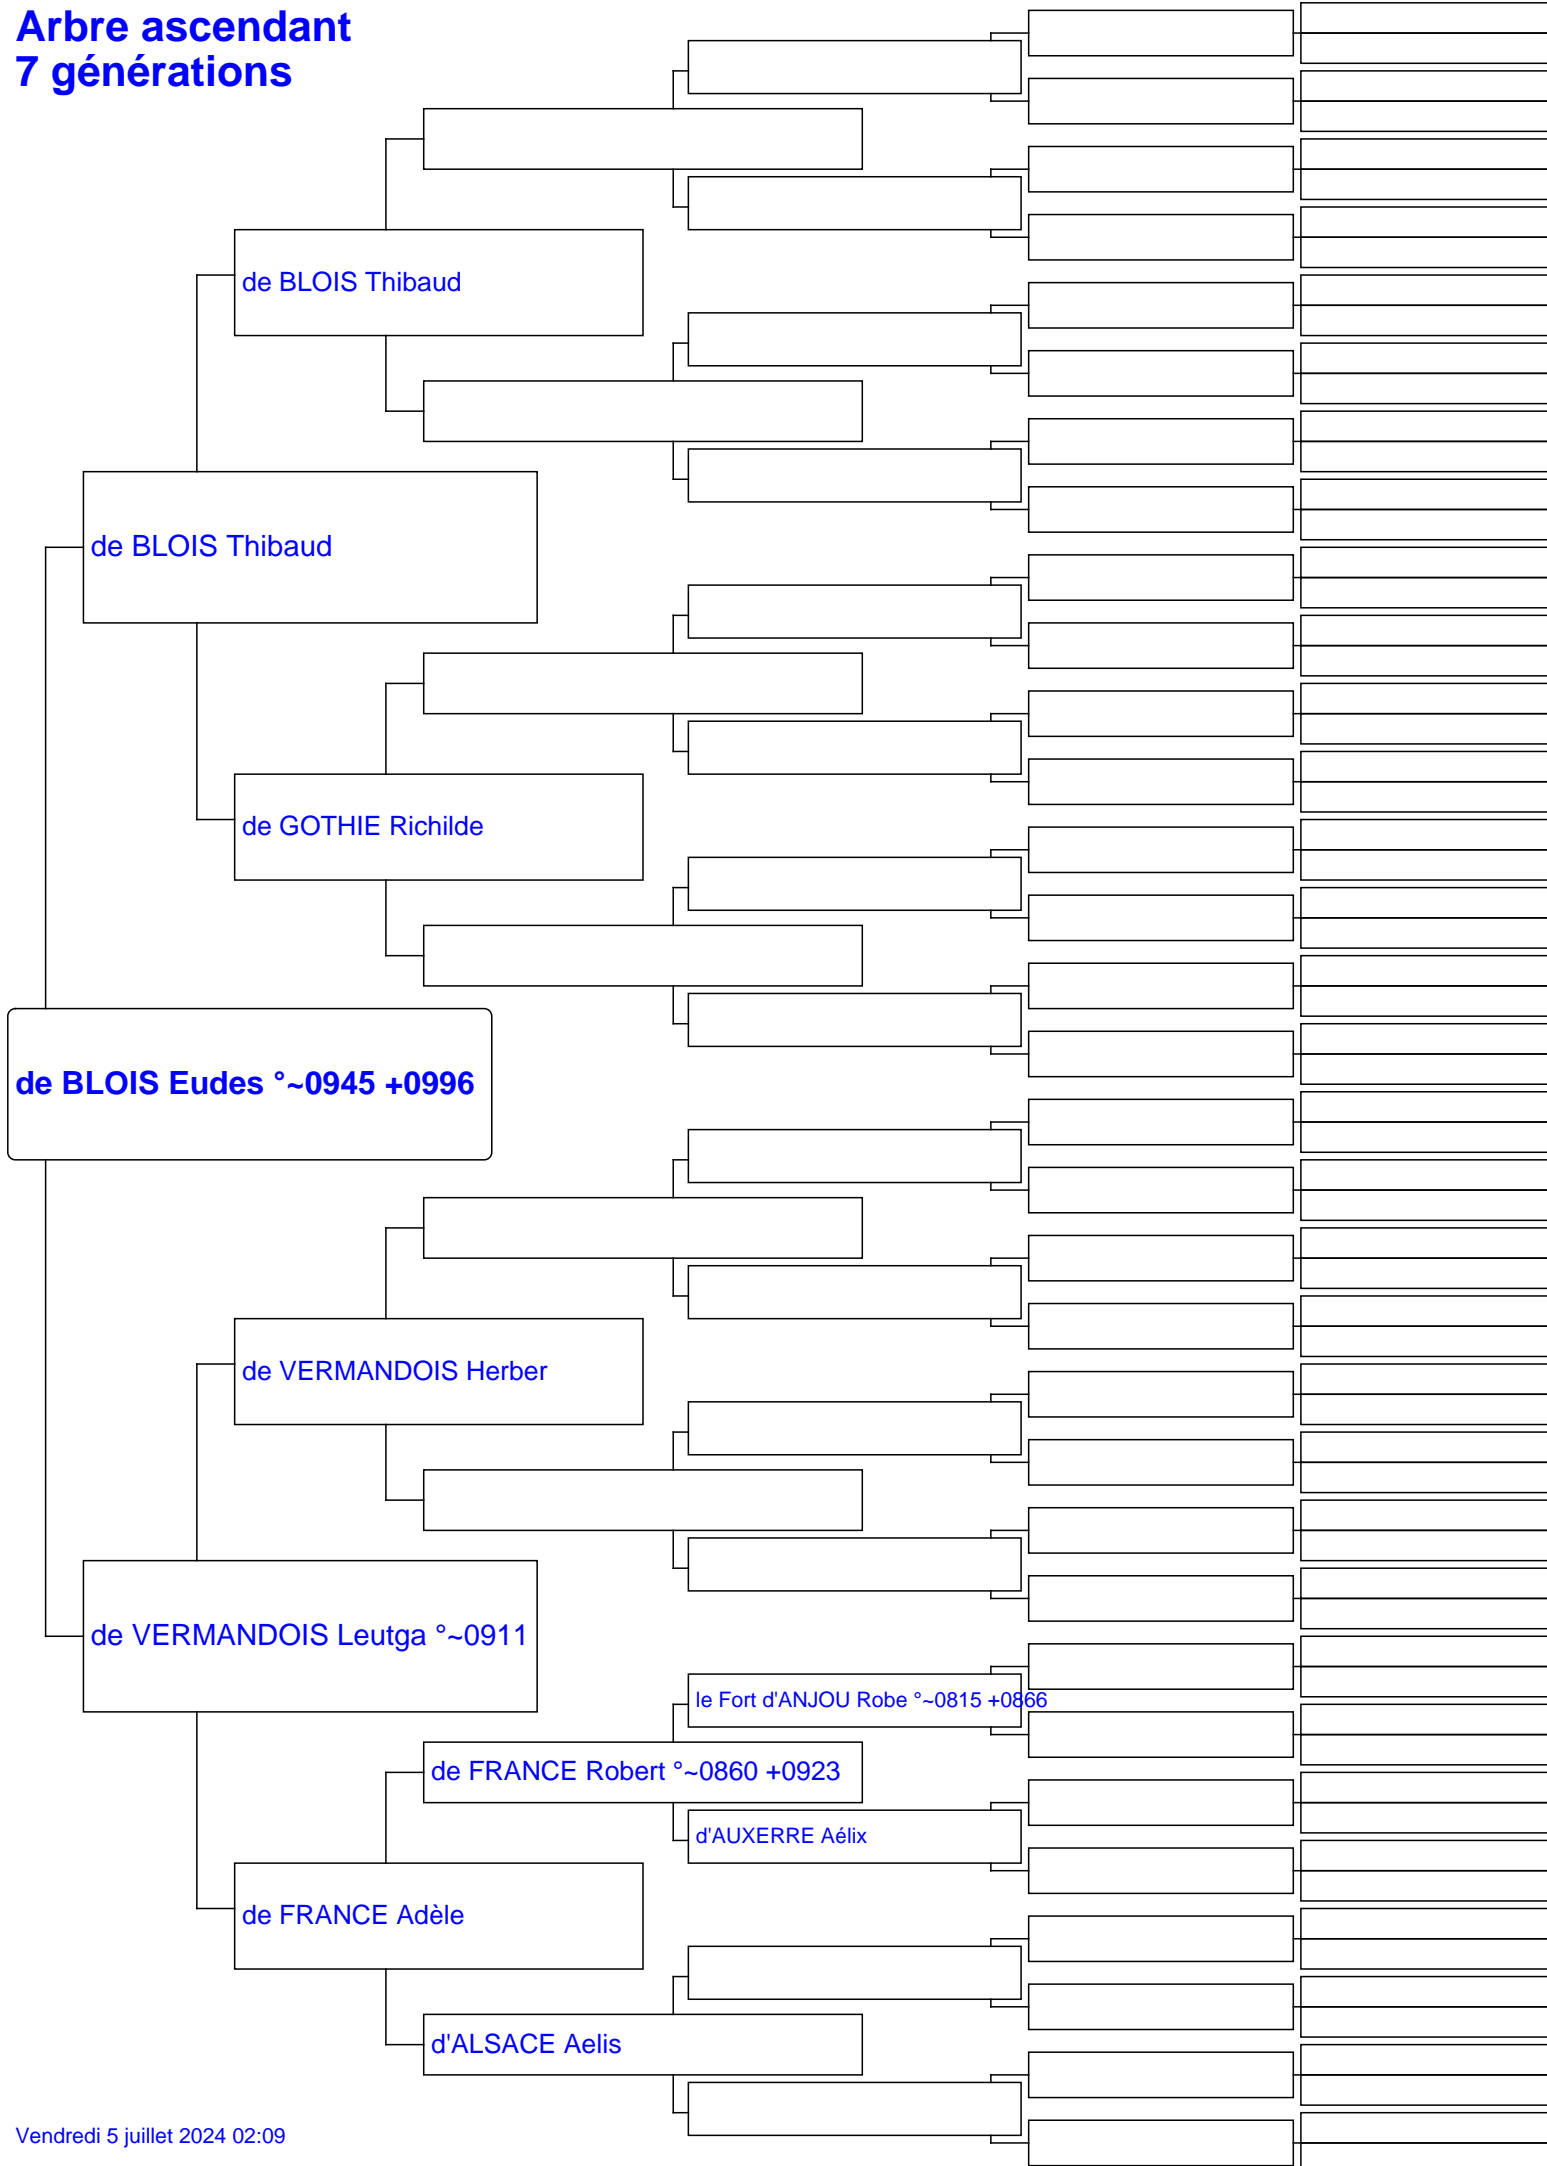 Arbre ascendant
7 générations
de BLOIS Thibaud
de BLOIS Thibaud
de GOTHIE Richilde
de BLOIS Eudes °~0945 +0996
de VERMANDOIS Herber
de VERMANDOIS Leutga °~0911
le Fort d'ANJOU Robe °~0815 +0866
de FRANCE Robert °~0860 +0923
d'AUXERRE Aélix
de FRANCE Adèle
d'ALSACE Aelis
Vendredi 5 juillet 2024 02:09